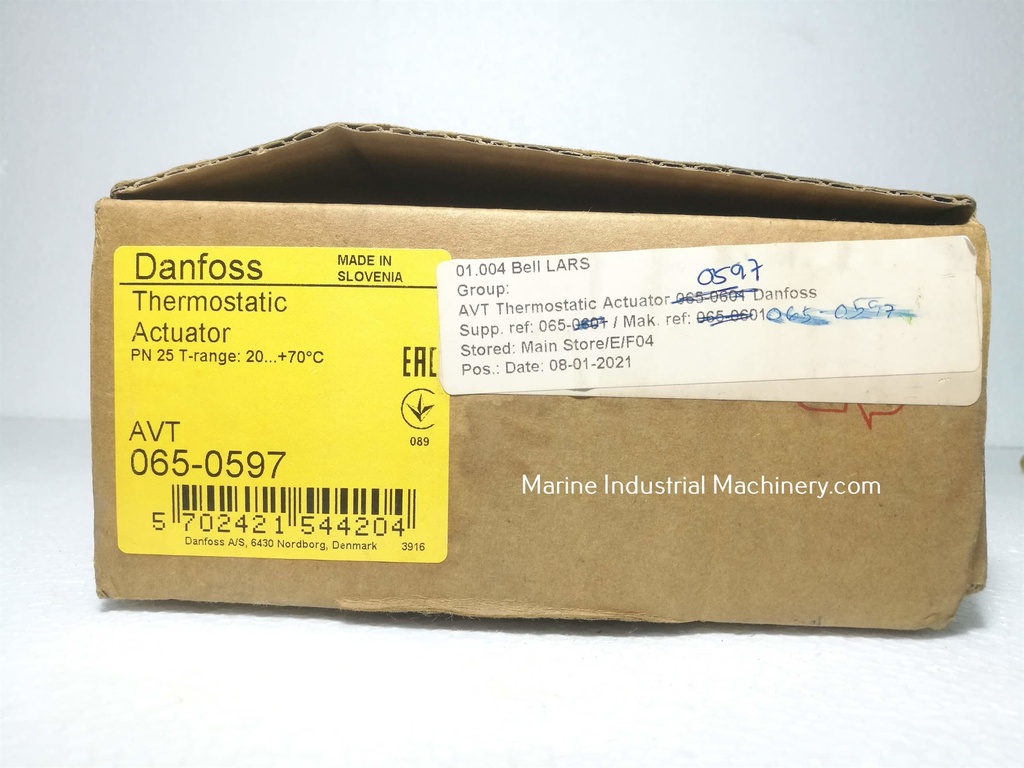 Danfoss
MADE IN
SLOVENIA
Thermostatic
Actuator
PN 25 T-range: 20...+70°C
EAC
089
AVT
065-0597
5 702421 544204
Danfoss A/S, 6430 Nordborg, Denmark 3916
01.004 Bell LARS
Group:
0597
AVT Thermostatic Actuator 065-0601 Danfoss
Supp. ref: 065-0601 / Mak. ref: 065-0601 065-0597
Stored: Main Store/E/F04
Pos.: Date: 08-01-2021
Marine Industrial Machinery.com